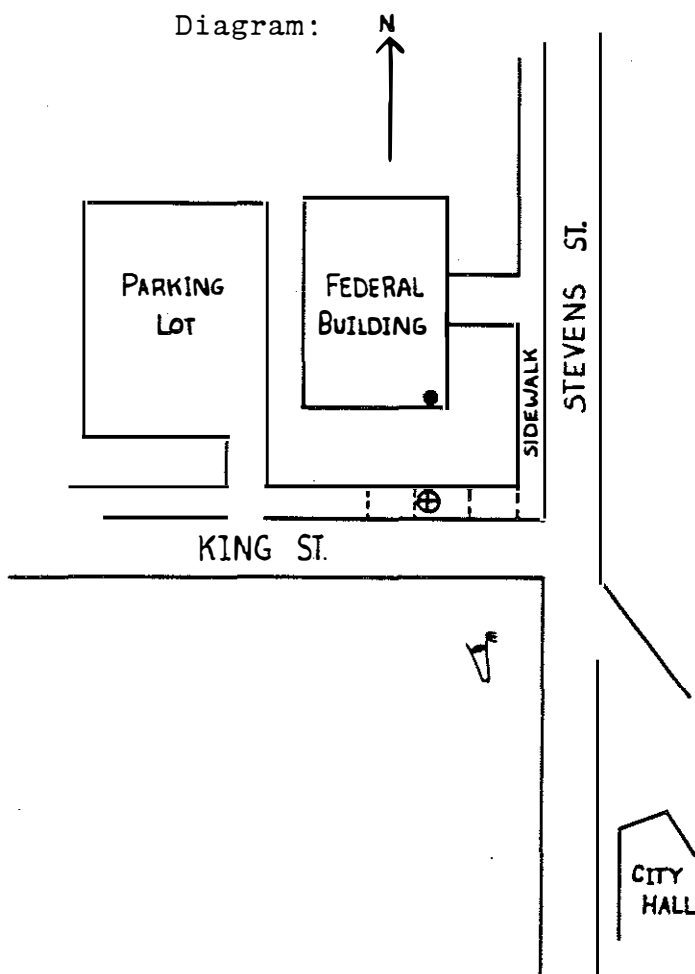 Diagram:
N
PARKING
LOT
FEDERAL
BUILDING
SIDEWALK
STEVENS ST.
KING ST.
CITY
HALL